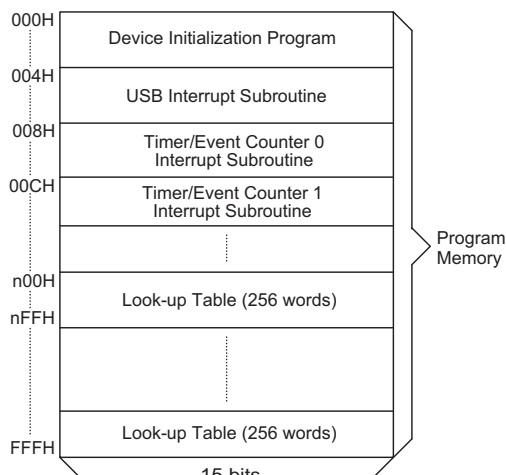 000H
Device Initialization Program
004H
USB Interrupt Subroutine
008H
Timer/Event Counter 0
Interrupt Subroutine
00CH
Timer/Event Counter 1
Interrupt Subroutine
Program
Memory
n00H
Look-up Table (256 words)
nFFH
Look-up Table (256 words)
FFFH
15 bits